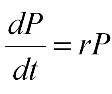 dP/dt = rP